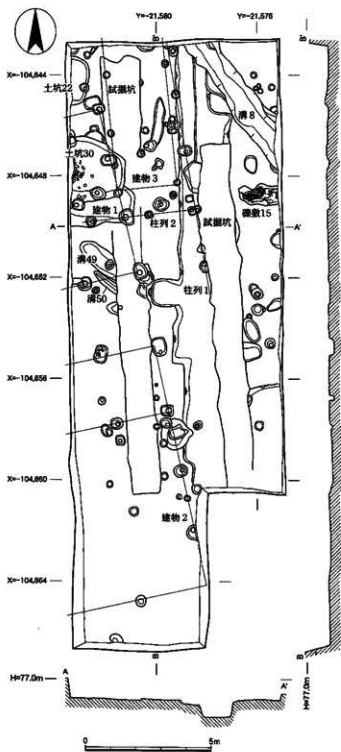 Y=-21,580
Y=-21,576
B
B'
X=-104,644
土坑22
試掘坑
溝8
土坑30
X=-104,648
建物3
礫敷15
建物1
柱列2
試掘坑
A
A'
溝49
X=-104,652
柱列1
溝50
X=-104,656
X=-104,660
建物2
X=-104,664
B
B'
H=77.0m
A
A'
H=77.0m
0
5m